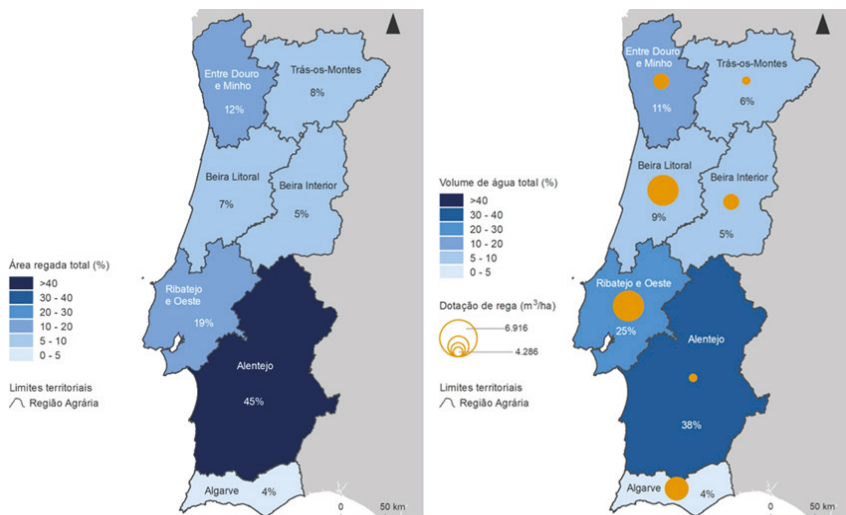 Entre Douro
e Minho
12%
Trás-os-Montes
8%
Beira Litoral
7%
Beira Interior
5%
Área regada total (%)
>40
30 - 40
20 - 30
10 - 20
5 - 10
0 - 5
Limites territoriais
Região Agrária
Ribatejo
e Oeste
19%
Alentejo
45%
Algarve
4%
0
50 km
Entre Douro
e Minho
11%
Trás-os-Montes
6%
Beira Litoral
9%
Beira Interior
5%
Volume de água total (%)
>40
30 - 40
20 - 30
10 - 20
5 - 10
0 - 5
Dotação de rega (m³/ha)
6.916
4.286
Limites territoriais
Região Agrária
Ribatejo e Oeste
25%
Alentejo
38%
Algarve
4%
0
50 km